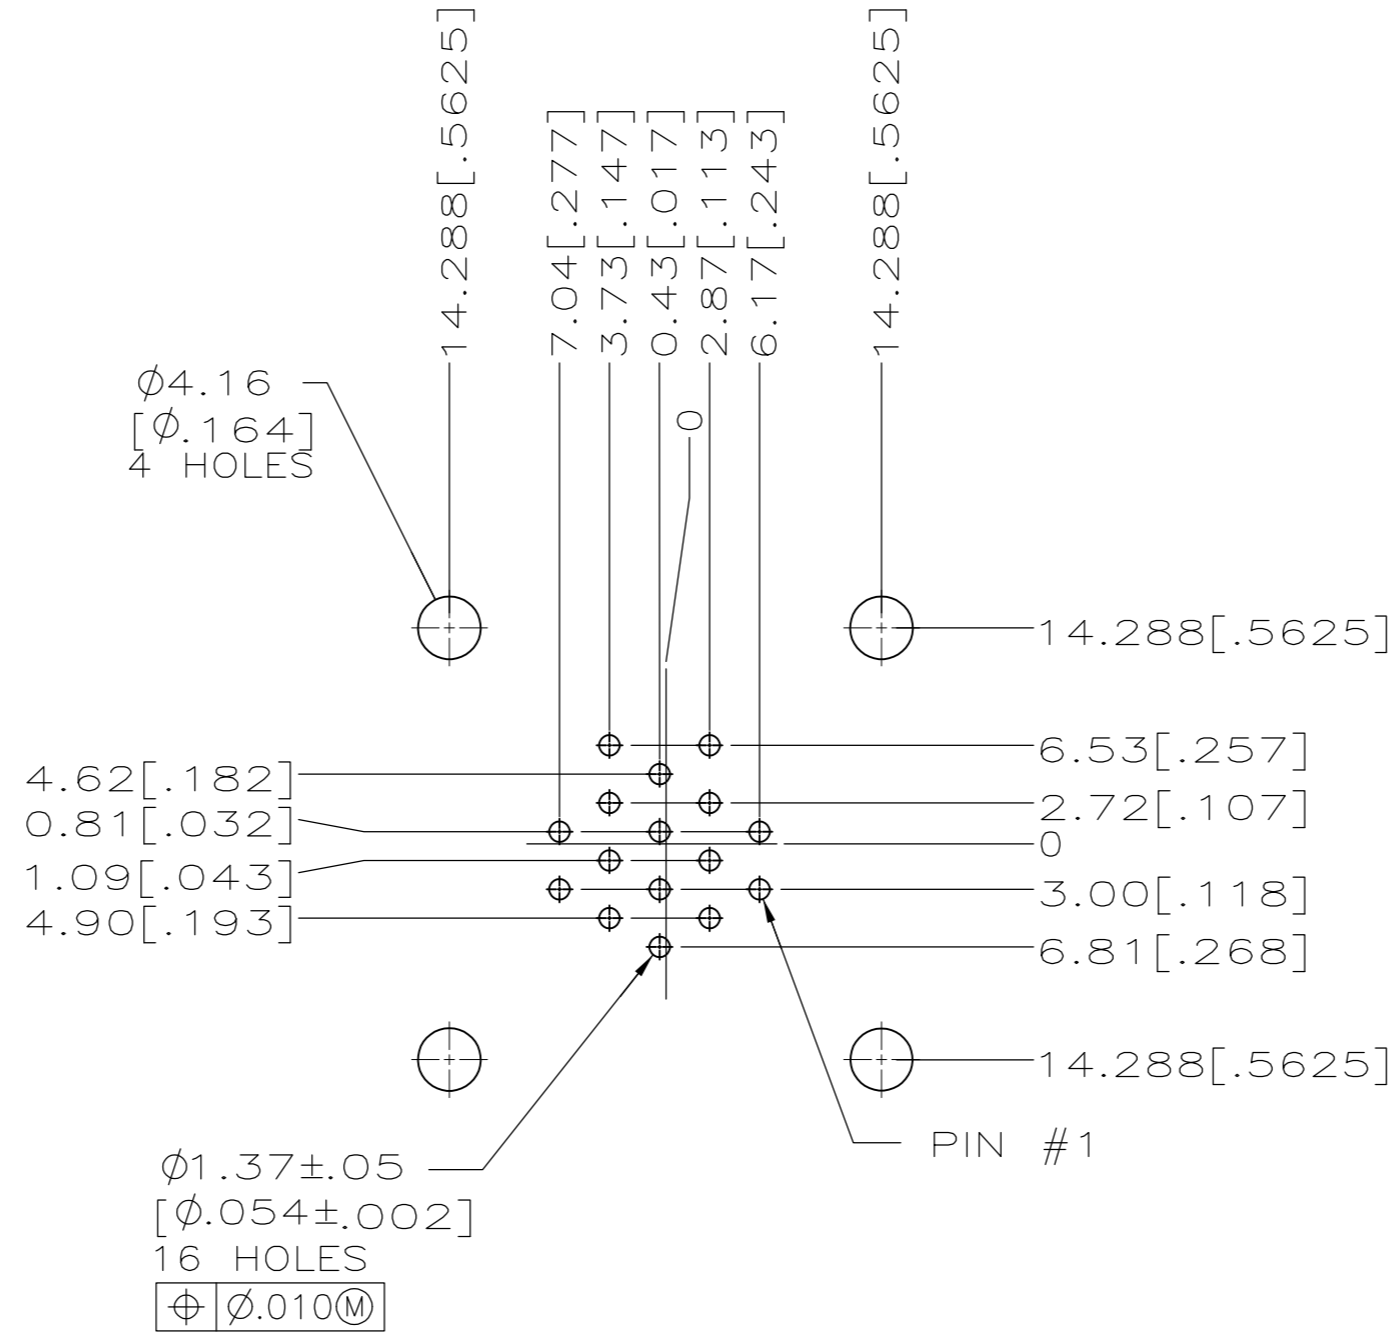 14.288[.5625]
7.04[.277]
3.73[.147]
0.43[.017]
2.87[.113]
6.17[.243]
14.288[.5625]
0
Ø4.16
[Ø.164]
4 HOLES
14.288[.5625]
6.53[.257]
4.62[.182]
2.72[.107]
0.81[.032]
0
1.09[.043]
3.00[.118]
4.90[.193]
6.81[.268]
14.288[.5625]
PIN #1
Ø1.37±.05
[Ø.054±.002]
16 HOLES
⌖ Ø.010Ⓜ